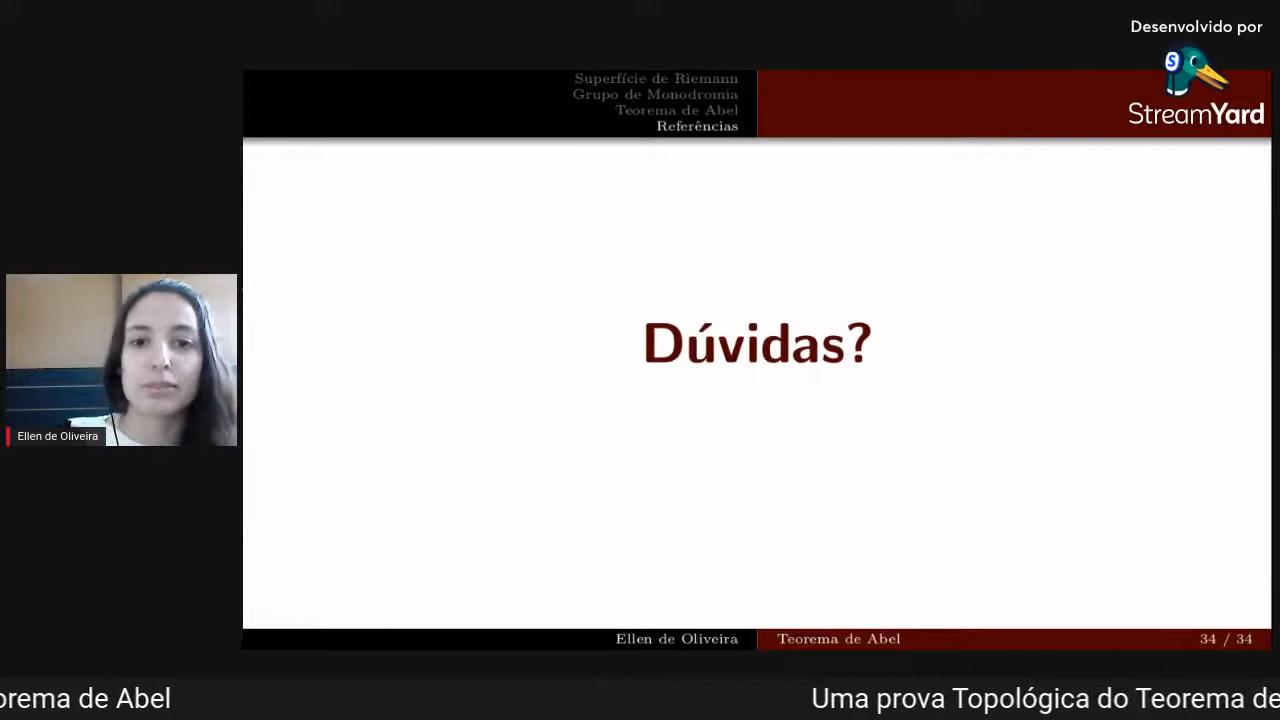 Desenvolvido por
StreamYard
Superfície de Riemann
Grupo de Monodromia
Teorema de Abel
Referências
Dúvidas?
Ellen de Oliveira
Ellen de Oliveira
Teorema de Abel
34 / 34
orema de Abel
Uma prova Topológica do Teorema de